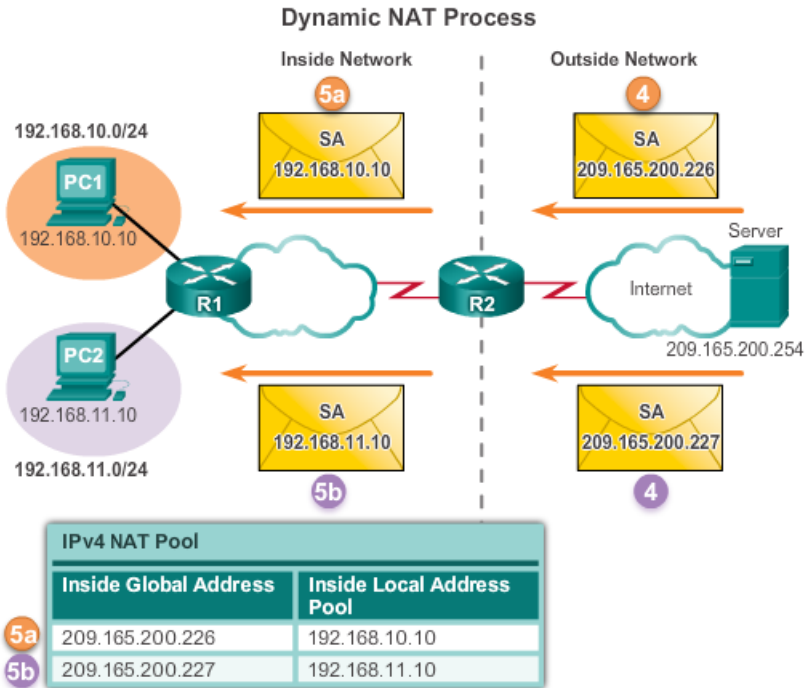 Dynamic NAT Process
Inside Network
Outside Network
5a
4
192.168.10.0/24
SA
192.168.10.10
SA
209.165.200.226
PC1
192.168.10.10
Server
R1
R2
Internet
PC2
209.165.200.254
192.168.11.10
SA
192.168.11.10
SA
209.165.200.227
192.168.11.0/24
5b
4
IPv4 NAT Pool
Inside Global Address
Inside Local Address
Pool
5a
209.165.200.226
192.168.10.10
5b
209.165.200.227
192.168.11.10